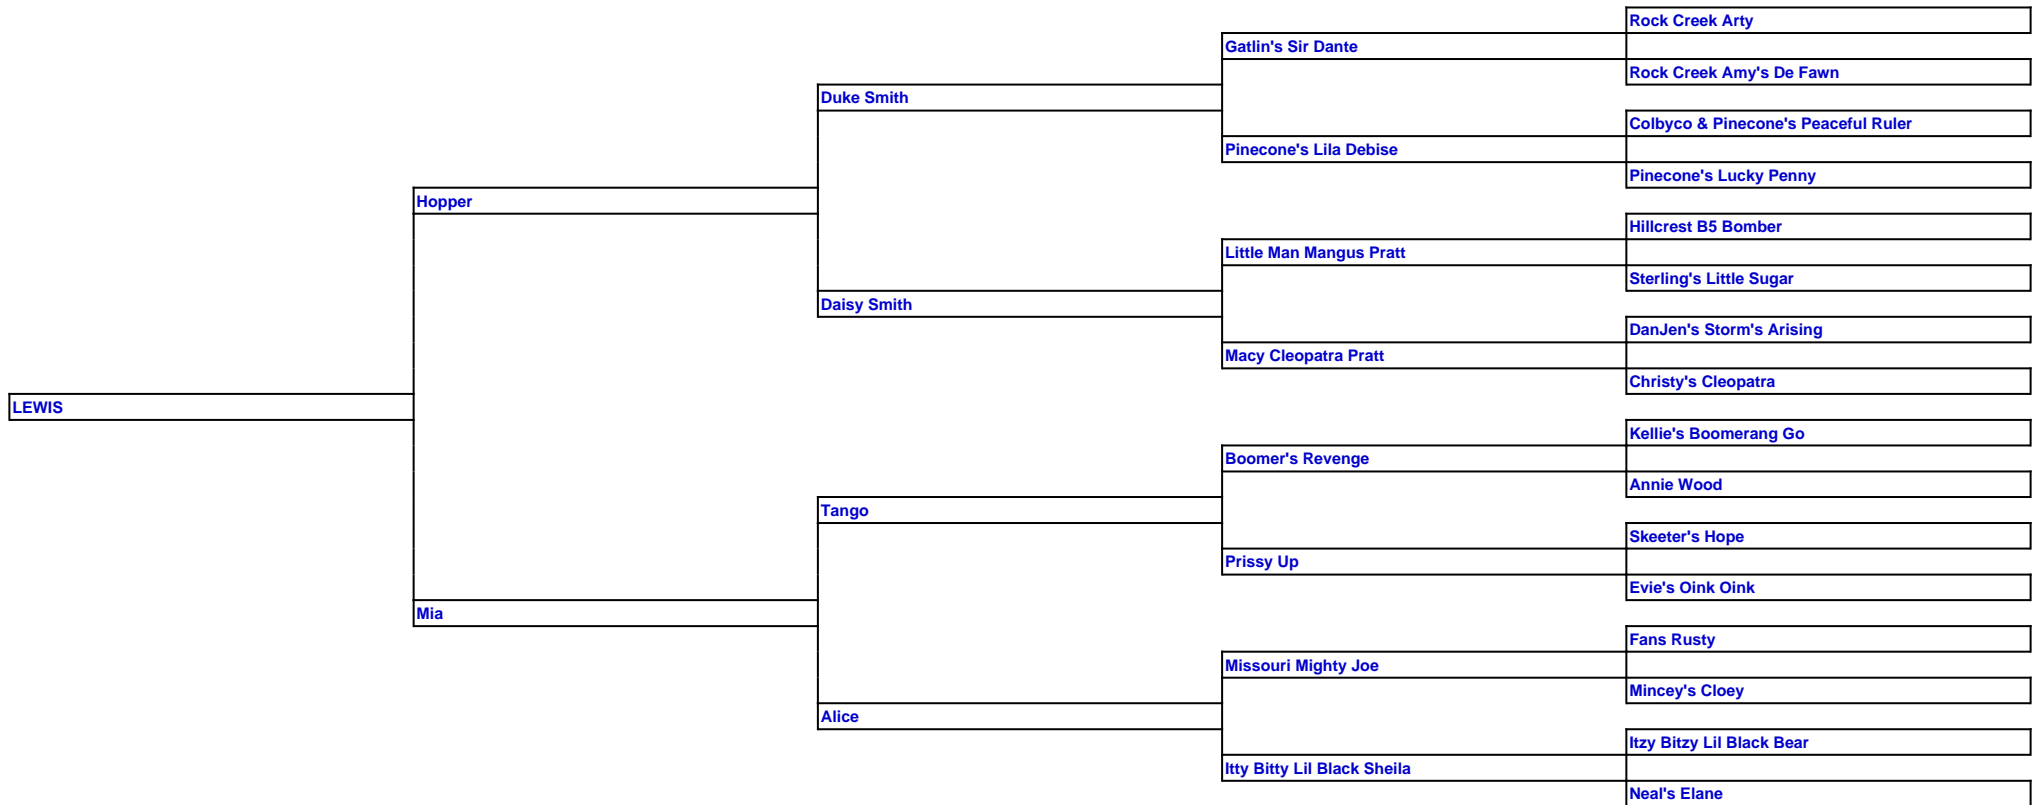 Rock Creek Arty
Gatlin's Sir Dante
Rock Creek Amy's De Fawn
Duke Smith
Colbyco & Pinecone's Peaceful Ruler
Pinecone's Lila Debise
Pinecone's Lucky Penny
Hopper
Hillcrest B5 Bomber
Little Man Mangus Pratt
Sterling's Little Sugar
Daisy Smith
DanJen's Storm's Arising
Macy Cleopatra Pratt
Christy's Cleopatra
LEWIS
Kellie's Boomerang Go
Boomer's Revenge
Annie Wood
Tango
Skeeter's Hope
Prissy Up
Evie's Oink Oink
Mia
Fans Rusty
Missouri Mighty Joe
Mincey's Cloey
Alice
Itzy Bitzy Lil Black Bear
Itty Bitty Lil Black Sheila
Neal's Elane